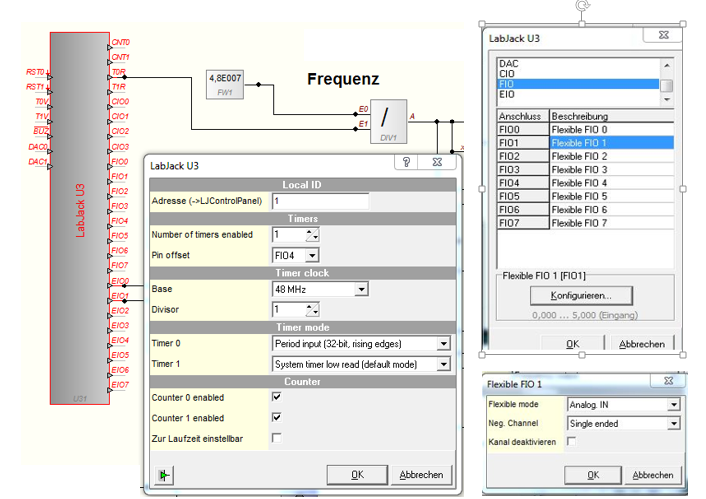 CNT0
CNT1
RST0
T0R
RST1
T1R
T0V
CIO0
T1V
CIO1
BUZ
CIO2
DAC0
CIO3
DAC1
FIO0
FIO1
FIO2
FIO3
FIO4
FIO5
FIO6
FIO7
EIO0
EIO1
EIO2
EIO3
EIO4
EIO5
EIO6
EIO7
LabJack U3
U31
4,8E007
FW1
Frequenz
E0
E1
/
A
DIV1
LabJack U3
?
Local ID
Adresse (->LJControlPanel) 1
Timers
Number of timers enabled 1
Pin offset FIO4
Timer clock
Base 48 MHz
Divisor 1
Timer mode
Timer 0 Period input (32-bit, rising edges)
Timer 1 System timer low read (default mode)
Counter
Counter 0 enabled
Counter 1 enabled
Zur Laufzeit einstellbar
OK Abbrechen
LabJack U3
DAC
CIO
FIO
EIO
Anschluss Beschreibung
FIO0 Flexible FIO 0
FIO1 Flexible FIO 1
FIO2 Flexible FIO 2
FIO3 Flexible FIO 3
FIO4 Flexible FIO 4
FIO5 Flexible FIO 5
FIO6 Flexible FIO 6
FIO7 Flexible FIO 7
Flexible FIO 1 [FIO1]
Konfigurieren...
0,000 ... 5,000 (Eingang)
OK Abbrechen
Flexible FIO 1
Flexible mode Analog. IN
Neg. Channel Single ended
Kanal deaktivieren
OK Abbrechen